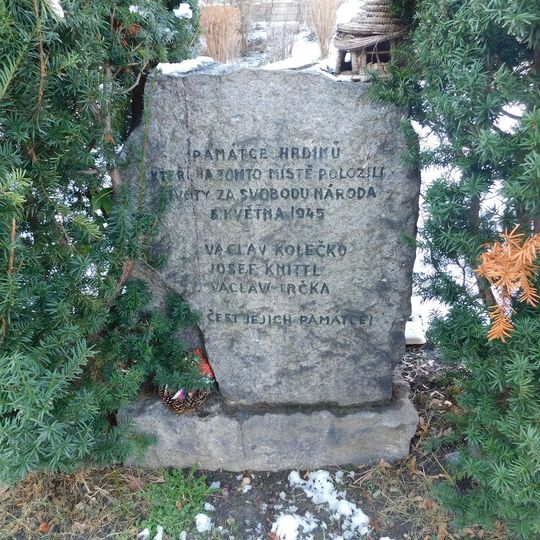 PAMÁTCE HRDINŮ
KTEŘÍ NA TOMTO MÍSTĚ POLOŽILI
ŽIVOTY ZA SVOBODU NÁRODA
KVĚTNA 1945
VÁCLAV KOLEČKO
JOSEF KNITTL
VÁCLAV TRČKA
ČEST JEJICH PAMÁTCE!